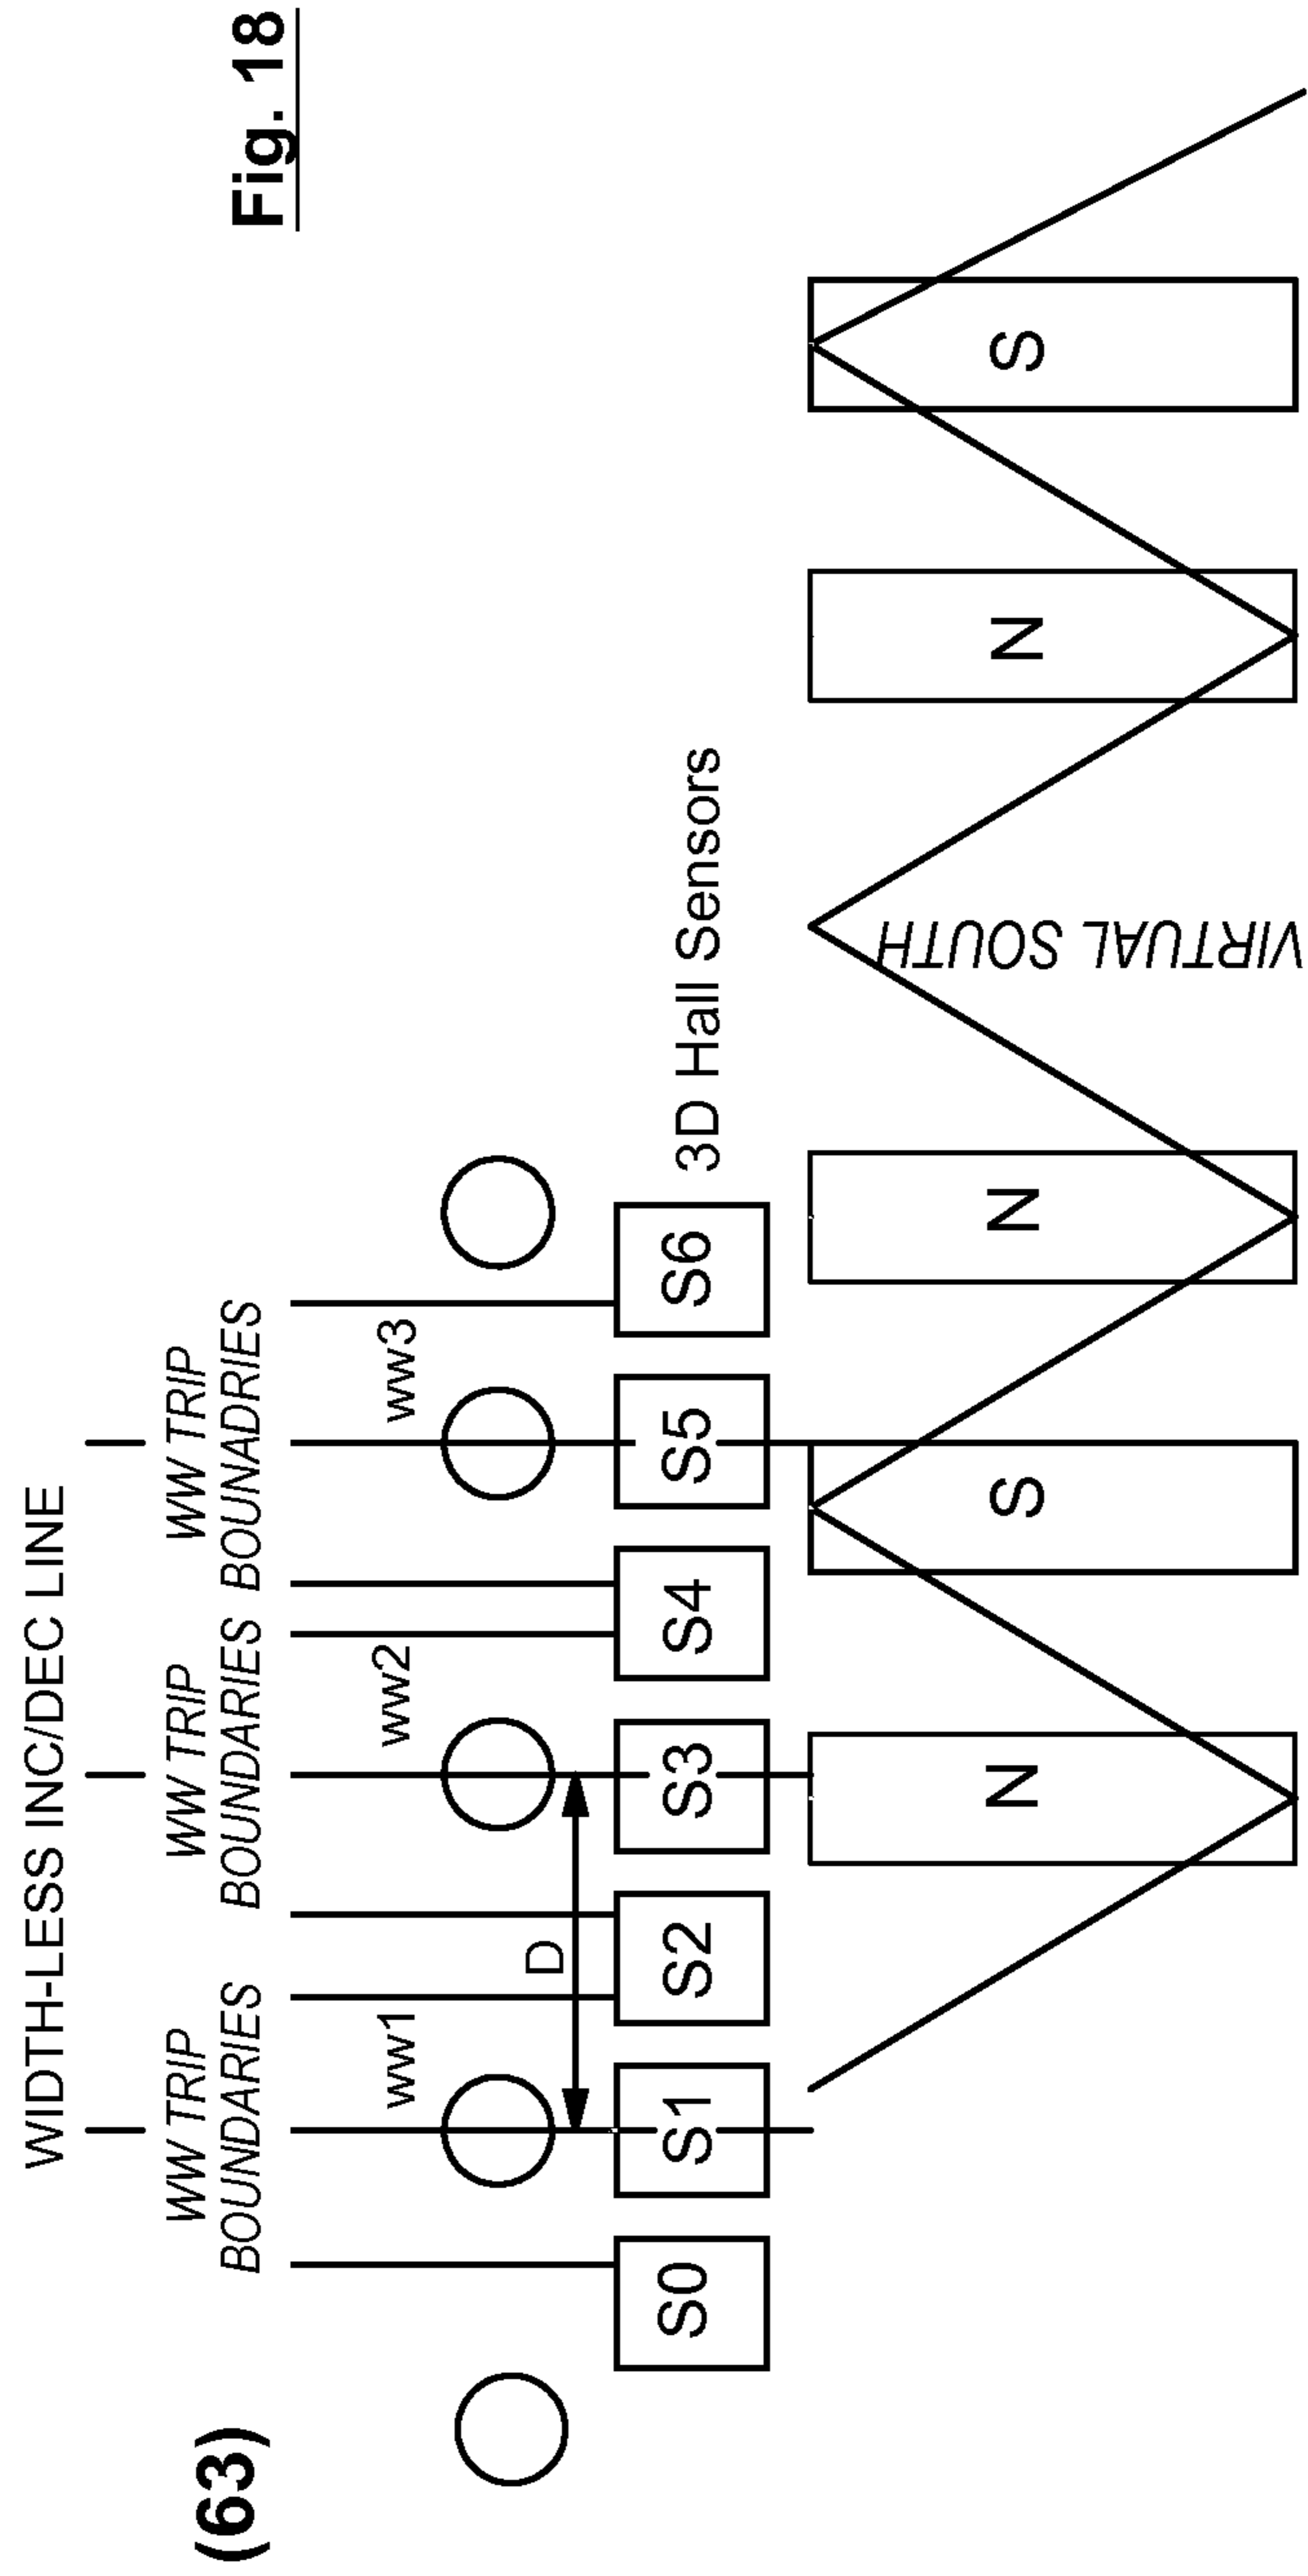 Fig. 18
(63)
WIDTH-LESS INC/DEC LINE
WW TRIP
BOUNDARIES
WW TRIP
BOUNDARIES
WW TRIP
BOUNADRIES
ww1
ww2
ww3
D
S0
S1
S2
S3
S4
S5
S6
3D Hall Sensors
N
S
N
VIRTUAL SOUTH
N
S